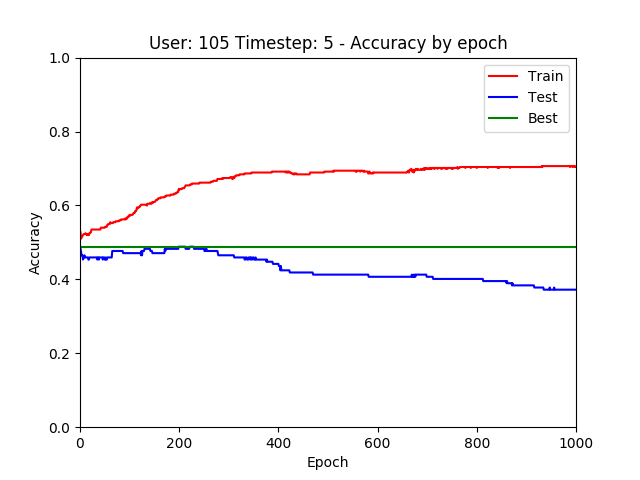 User: 105 Timestep: 5 - Accuracy by epoch
1.0
0.8
0.6
0.4
0.2
0.0
Accuracy
0 200 400 600 800 1000
Epoch
Train
Test
Best